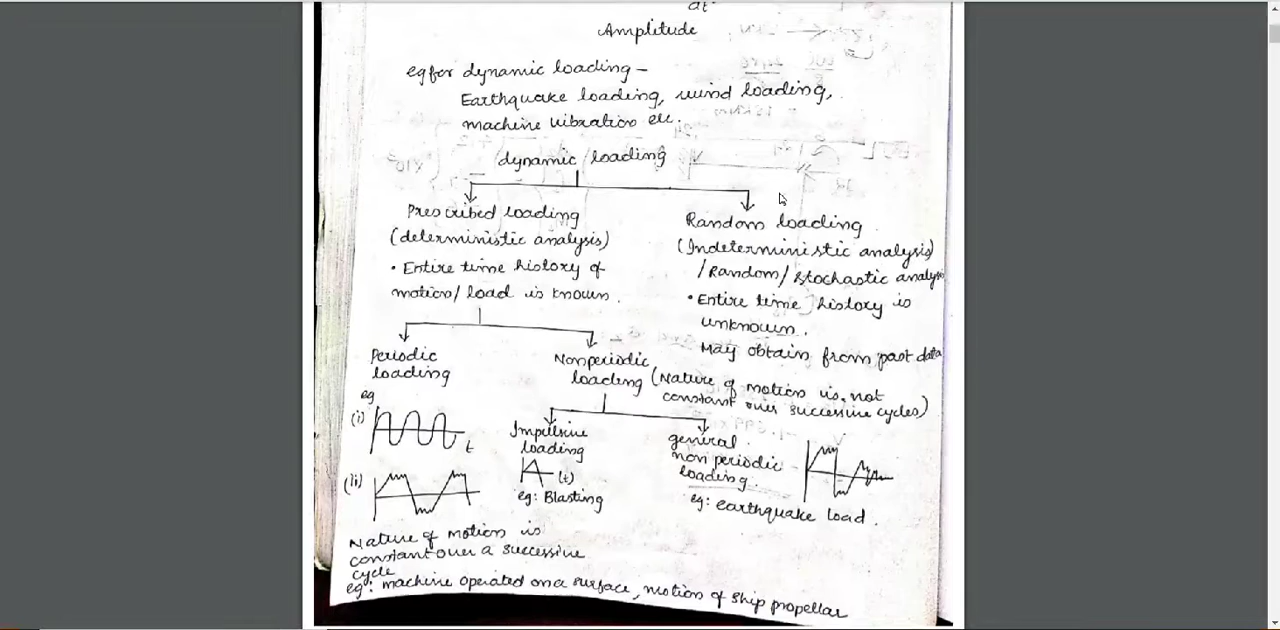 Amplitude
eg for dynamic loading –
Earthquake loading, wind loading,
machine vibration etc.
dynamic loading
Prescribed loading
(deterministic analysis)
• Entire time history of
motion/load is known.
Random loading
(Indeterministic analysis)
/Random/stochastic analysis
• Entire time history is
unknown.
May obtain from past data
Periodic
loading
Nonperiodic
loading (Nature of motion is not
constant over successive cycles)
eg
(i)
t
(ii)
Impulsive
loading
(t)
eg: Blasting
general
non periodic
loading.
eg: earthquake load.
Nature of motion is
constant over a successive
cycle
eg: machine operated on a surface, motion of ship propellar